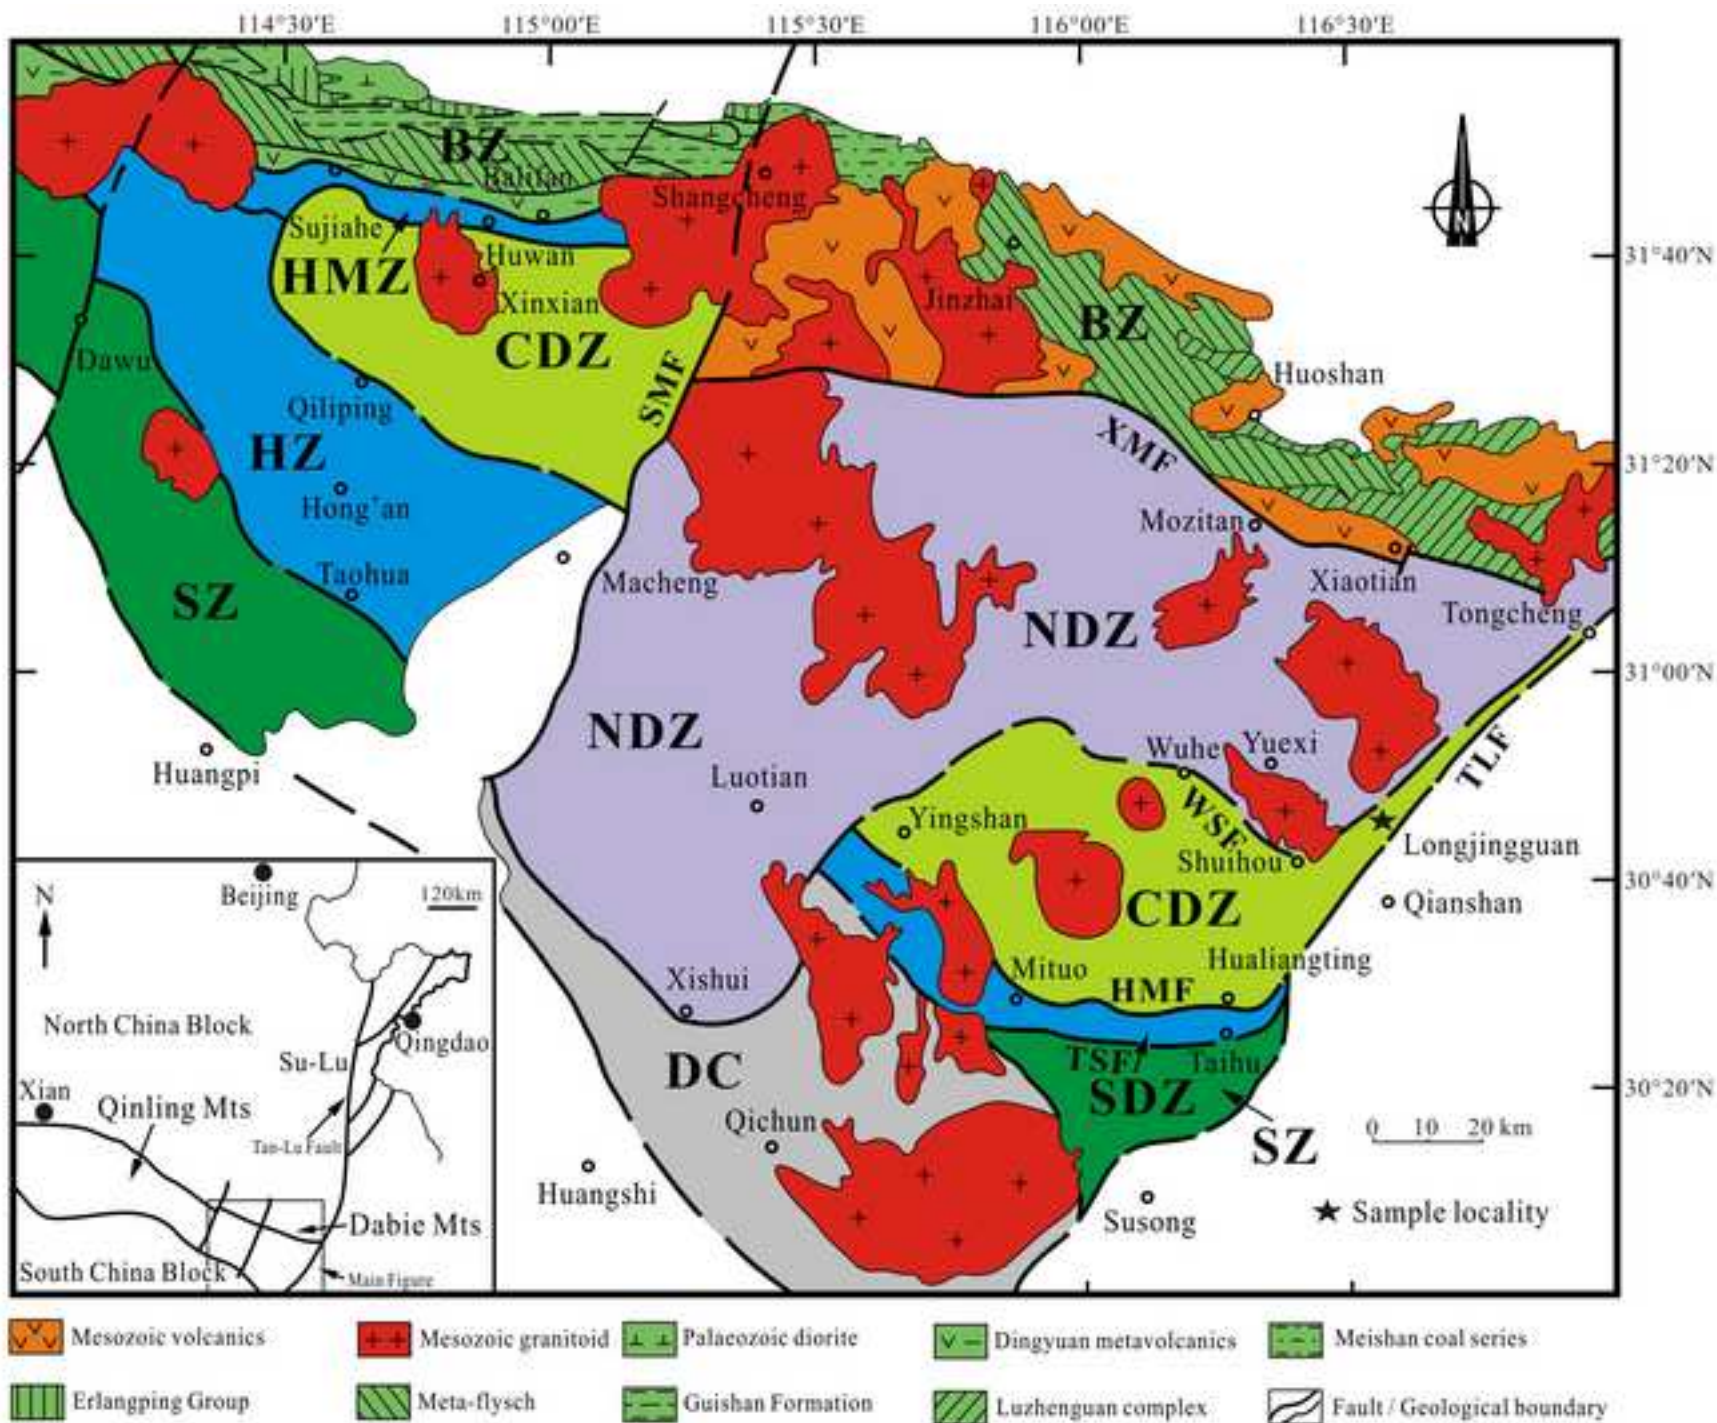 114°30′E 115°00′E 115°30′E 116°00′E 116°30′E
BZ
Balifan
Shangcheng
Sujiahe
Huwan
31°40′N
HMZ
Xinxian
Jinzhai
CDZ
BZ
Dawu
SMF
Huoshan
Qiliping
HZ
XMF
31°20′N
Hong'an
Mozitan
Taohua
Macheng
Xiaotian
SZ
NDZ
Tongcheng
31°00′N
NDZ
Wuhe
Yuexi
Huangpi
Luotian
TLF
WSF
Yingshan
Longjingguan
Shuihou
30°40′N
CDZ
Qianshan
Xishui
Mituo
Hualiangting
HMF
DC
TSF
Taihu
SDZ
30°20′N
Qichun
SZ
0 10 20 km
Huangshi
Susong
Sample locality
N
Beijing
120km
North China Block
Su-Lu
Qingdao
Xian
Qinling Mts
Tan-Lu Fault
Dabie Mts
South China Block
Main Figure
N
Mesozoic volcanics
Mesozoic granitoid
Palaeozoic diorite
Dingyuan metavolcanics
Meishan coal series
Erlangping Group
Meta-flysch
Guishan Formation
Luzhenguan complex
Fault / Geological boundary